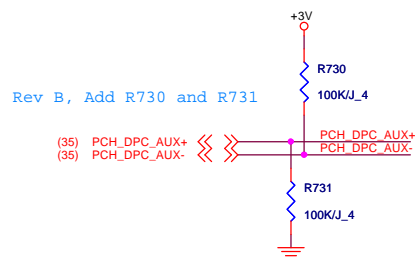 +3V
R730
100K/J_4
Rev B, Add R730 and R731
(35) PCH_DPC_AUX+
PCH_DPC_AUX+
(35) PCH_DPC_AUX-
PCH_DPC_AUX-
R731
100K/J_4